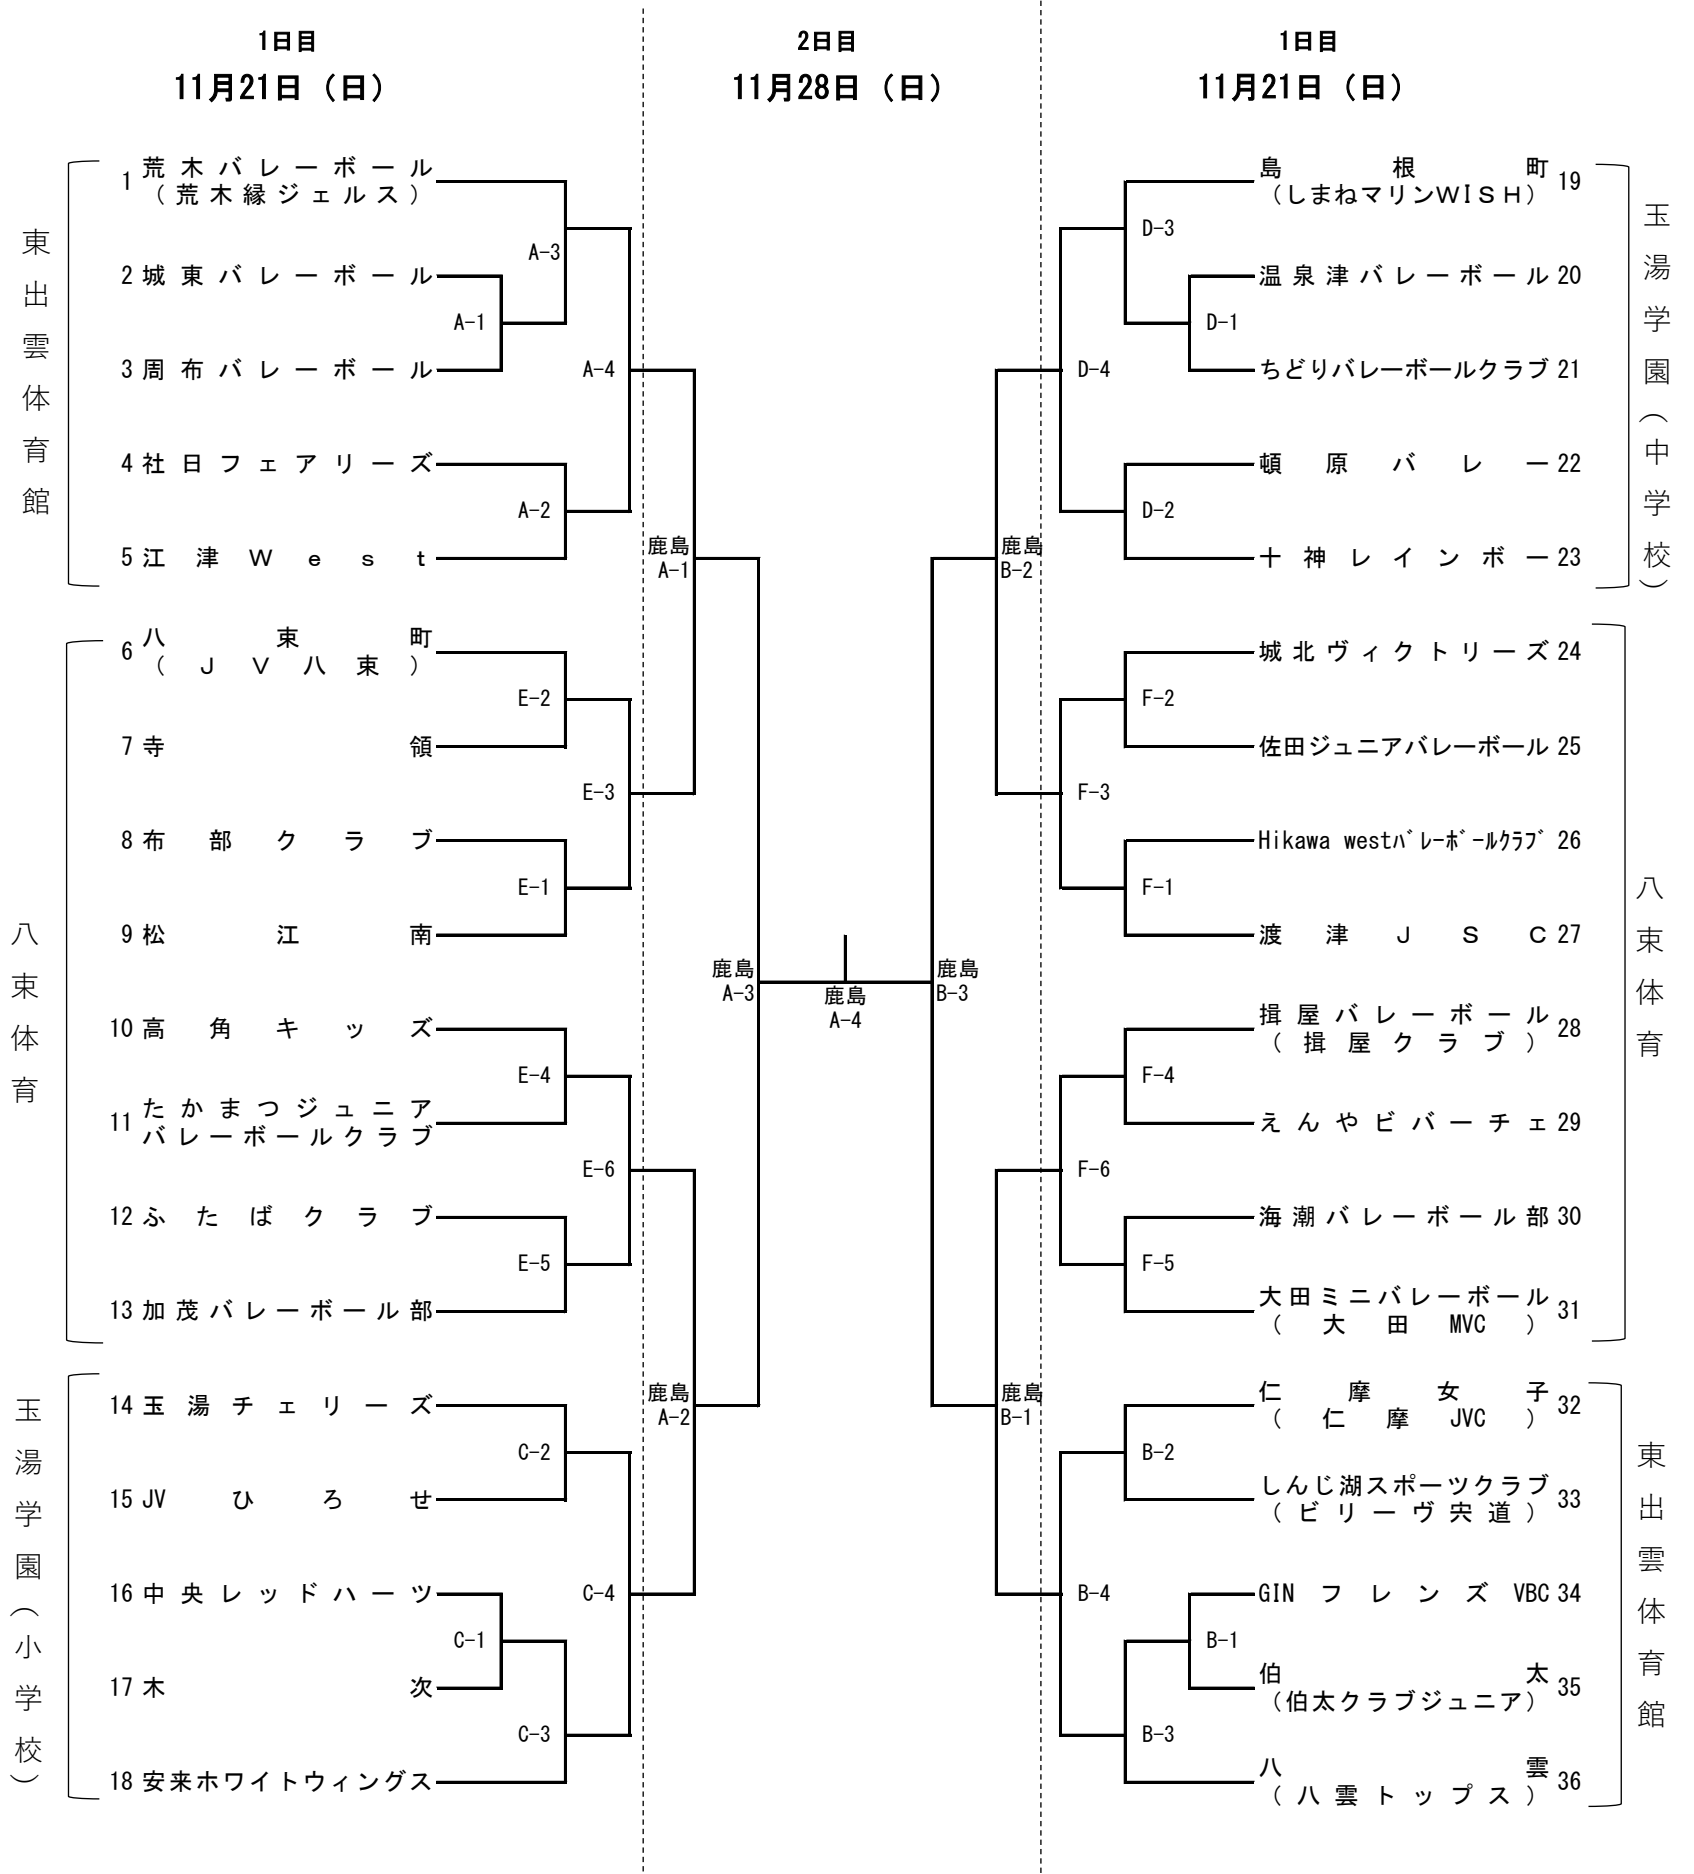 1日目
11月21日（日）
2日目
11月28日（日）
1日目
11月21日（日）
東出雲体育館
1 荒木バレーボール
（荒木縁ジェルス）
2 城東バレーボール
3 周布バレーボール
4 社日フェアリーズ
5 江津Ｗｅｓｔ
A-3
A-1
A-4
A-2
八束体育
6 八束町
（ＪＶ八束）
7 寺領
8 布部クラブ
9 松江南
10 高角キッズ
11 たかまつジュニア
バレーボールクラブ
12 ふたばクラブ
13 加茂バレーボール部
E-2
E-3
E-1
E-4
E-6
E-5
玉湯学園（小学校）
14 玉湯チェリーズ
15 JVひろせ
16 中央レッドハーツ
17 木次
18 安来ホワイトウィングス
C-2
C-4
C-1
C-3
鹿島
A-1
鹿島
A-3
鹿島
A-2
鹿島
A-4
鹿島
B-2
鹿島
B-3
鹿島
B-1
島根町
（しまねマリンＷＩＳＨ） 19
温泉津バレーボール 20
ちどりバレーボールクラブ 21
頓原バレー 22
十神レインボー 23
D-3
D-1
D-4
D-2
玉湯学園（中学校）
城北ヴィクトリーズ 24
佐田ジュニアバレーボール 25
Hikawa westﾊﾞﾚｰﾎﾞｰﾙｸﾗﾌﾞ 26
渡津ＪＳＣ 27
揖屋バレーボール
（揖屋クラブ） 28
えんやビバーチェ 29
海潮バレーボール部 30
大田ミニバレーボール
（大田MVC） 31
F-2
F-3
F-1
F-4
F-6
F-5
八束体育
仁摩女子
（仁摩JVC） 32
しんじ湖スポーツクラブ
（ビリーヴ宍道） 33
GINフレンズVBC 34
伯太
（伯太クラブジュニア） 35
八雲
（八雲トップス） 36
B-2
B-4
B-1
B-3
東出雲体育館